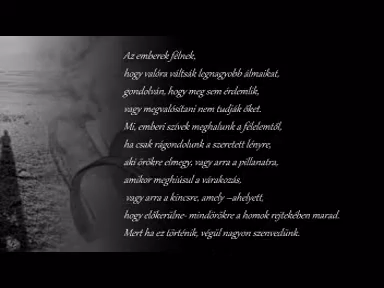 Az emberek félnek,
hogy valóra váltsák legnagyobb álmaikat,
gondolván, hogy meg sem érdemlik,
vagy megvalósítani nem tudják őket.
Mi, emberi szívek meghalunk a félelemtől,
ha csak rágondolunk a szeretett lényre,
aki örökre elmegy, vagy arra a pillanatra,
amikor meghiúsul a várakozás,
vagy arra a kincsre, amely –ahelyett,
hogy előkerülne- mindörökre a homok rejtekében marad.
Mert ha ez történik, végül nagyon szenvedünk.